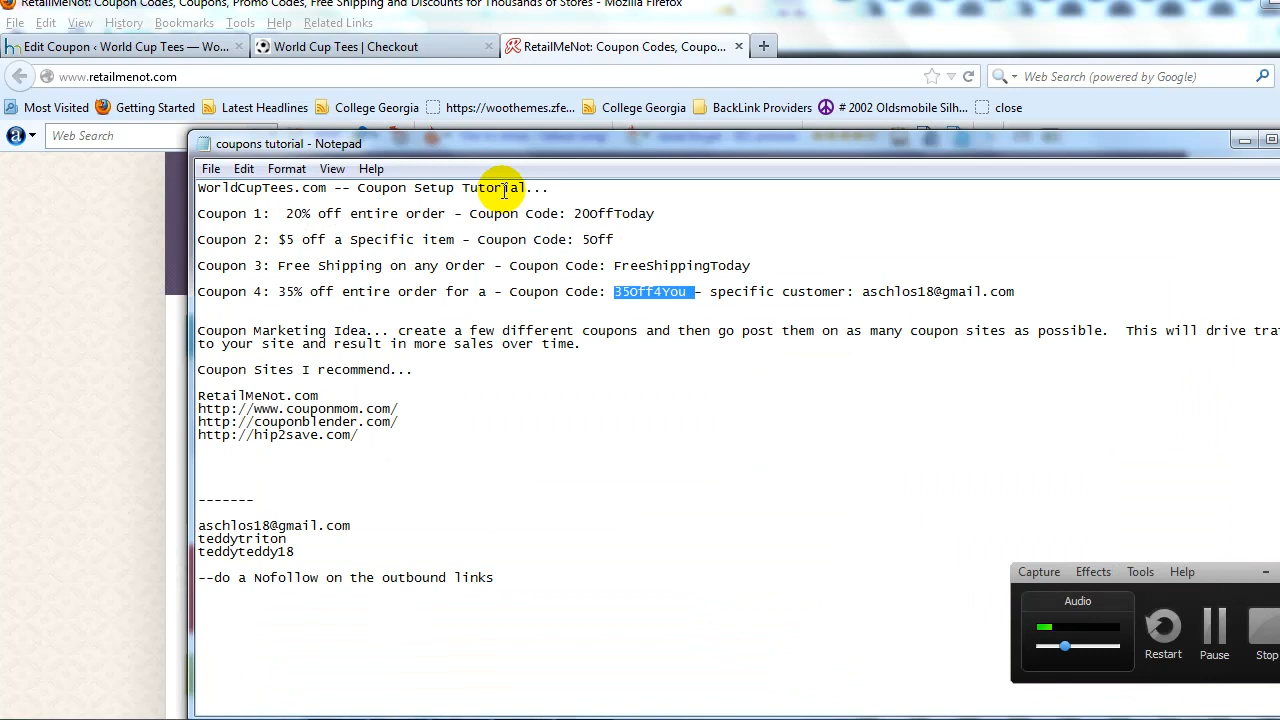 RetailMeNot: Coupon Codes, Coupons, Promo Codes, Free Shipping and Discounts for Thousands of Stores - Mozilla Firefox
File Edit View History Bookmarks Tools Help Related Links
Edit Coupon ‹ World Cup Tees — Wo... World Cup Tees | Checkout RetailMeNot: Coupon Codes, Coupo...
www.retailmenot.com Web Search (powered by Google)
Most Visited Getting Started Latest Headlines College Georgia https://woothemes.zfe... College Georgia BackLink Providers # 2002 Oldsmobile Silh... close
Web Search
coupons tutorial - Notepad
File Edit Format View Help
WorldCupTees.com -- Coupon Setup Tutorial...
Coupon 1:  20% off entire order - Coupon Code: 20OffToday
Coupon 2: $5 off a Specific item - Coupon Code: 5Off
Coupon 3: Free Shipping on any Order - Coupon Code: FreeShippingToday
Coupon 4: 35% off entire order for a - Coupon Code: 35Off4You - specific customer: aschlos18@gmail.com
Coupon Marketing Idea... create a few different coupons and then go post them on as many coupon sites as possible.  This will drive tra
to your site and result in more sales over time.
Coupon Sites I recommend...
RetailMeNot.com
http://www.couponmom.com/
http://couponblender.com/
http://hip2save.com/
-------
aschlos18@gmail.com
teddytriton
teddyteddy18
--do a Nofollow on the outbound links
Capture Effects Tools Help
Audio
Restart Pause Stop